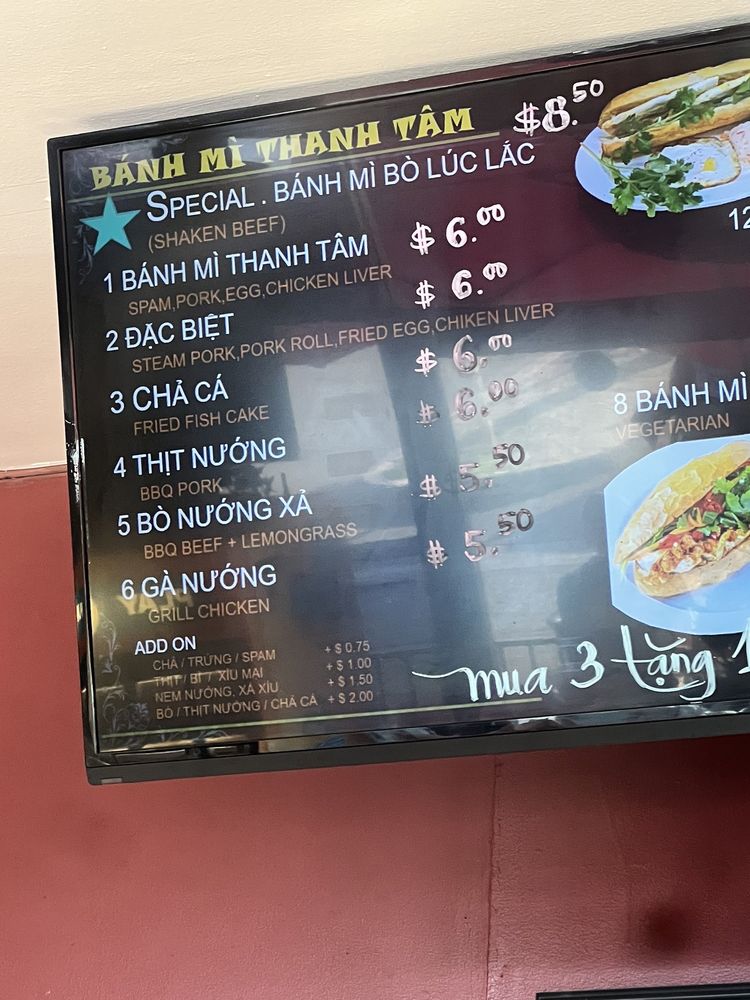 BÁNH MÌ THANH TÂM $8.50
SPECIAL . BÁNH MÌ BÒ LÚC LẮC
(SHAKEN BEEF)
1 BÁNH MÌ THANH TÂM $ 6.00
SPAM,PORK,EGG,CHICKEN LIVER
2 ĐẶC BIỆT $ 6.00
STEAM PORK,PORK ROLL,FRIED EGG,CHIKEN LIVER
3 CHẢ CÁ $ 6.00
FRIED FISH CAKE
4 THỊT NƯỚNG $ 6.00
BBQ PORK
5 BÒ NƯỚNG XẢ $ 5.50
BBQ BEEF + LEMONGRASS
6 GÀ NƯỚNG $ 5.50
GRILL CHICKEN
ADD ON
CHẢ / TRỨNG / SPAM + $ 0.75
THỊT / BÌ / XÍU MẠI + $ 1.00
NEM NƯỚNG, XÁ XÍU + $ 1.50
BÒ / THỊT NƯỚNG / CHẢ CÁ + $ 2.00
12
8 BÁNH MÌ
VEGETARIAN
mua 3 tặng 1